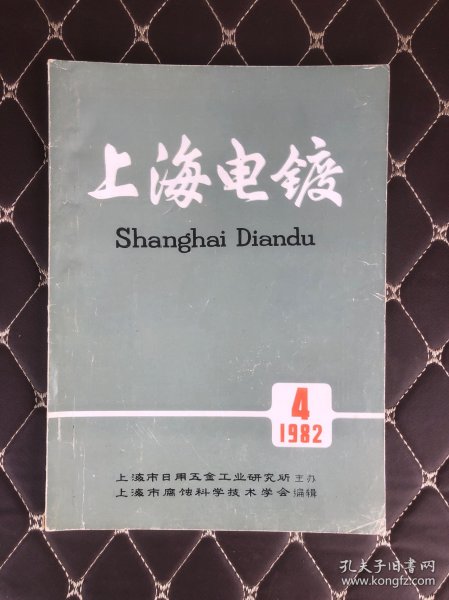 上海电镀
Shanghai Diandu
4
1982
上海市日用五金工业研究所 主办
上海市腐蚀科学技术学会 编辑
孔夫子旧书网
www.kongfz.com